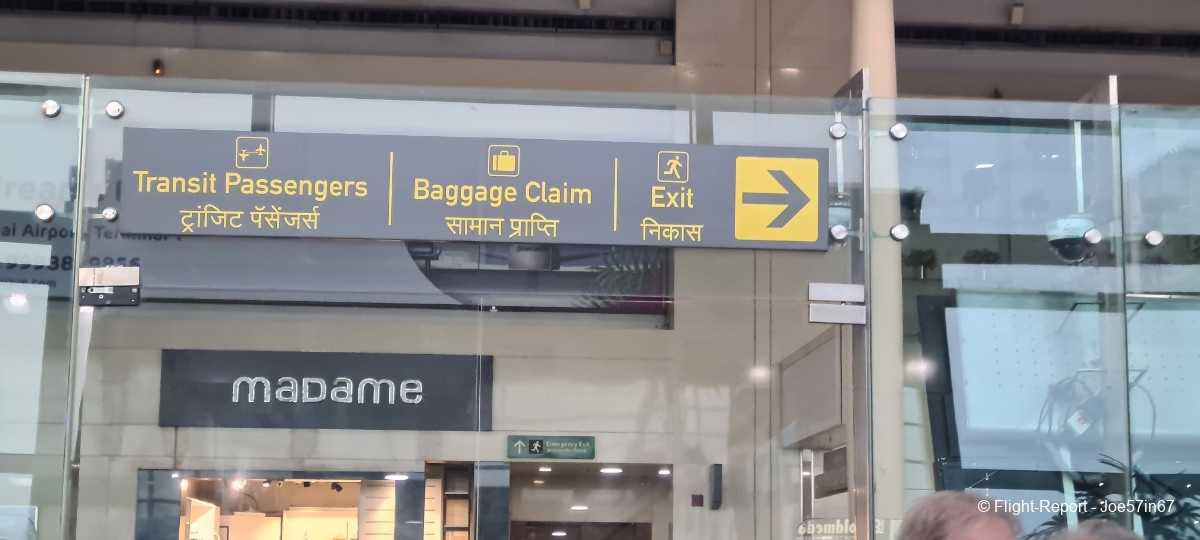 Transit Passengers
ट्रांजिट पॅसेंजर्स
Baggage Claim
सामान प्राप्ति
Exit
निकास
madame
Emergency Exit
© Flight-Report - Joe57in67